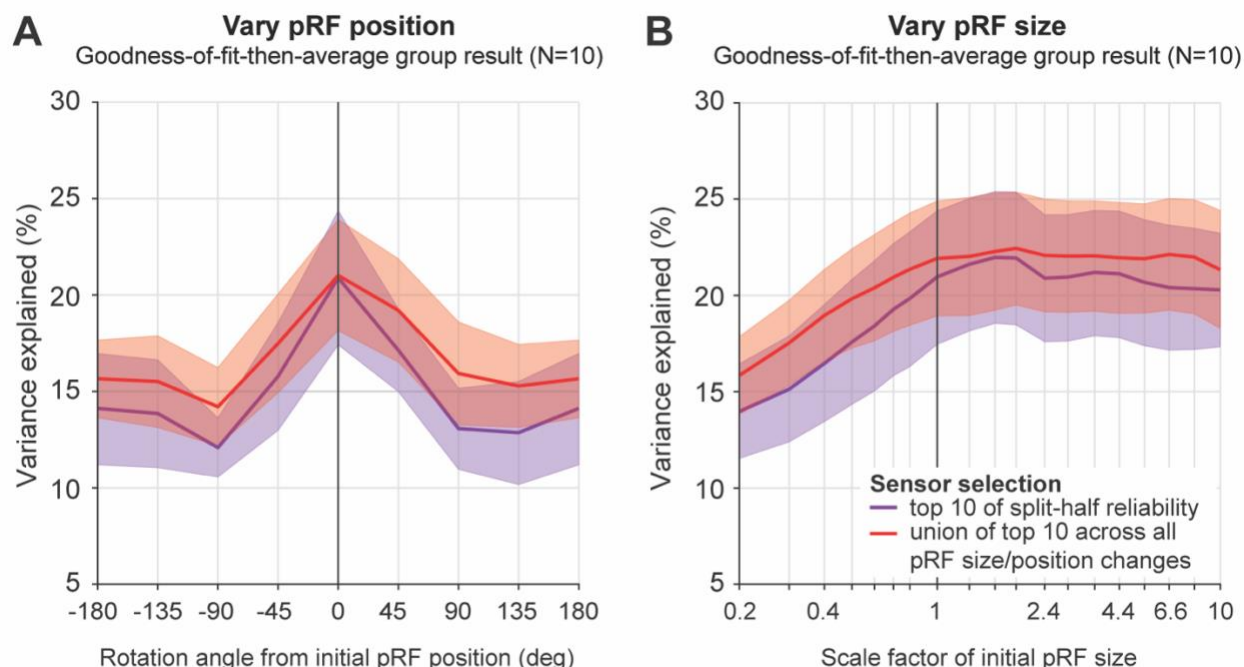 A
Vary pRF position
Goodness-of-fit-then-average group result (N=10)
Variance explained (%)
30
25
20
15
10
5
-180 -135 -90 -45 0 45 90 135 180
Rotation angle from initial pRF position (deg)
B
Vary pRF size
Goodness-of-fit-then-average group result (N=10)
Variance explained (%)
30
25
20
15
10
5
Sensor selection
top 10 of split-half reliability
union of top 10 across all
pRF size/position changes
0.2 0.4 1 2.4 4.4 6.6 10
Scale factor of initial pRF size